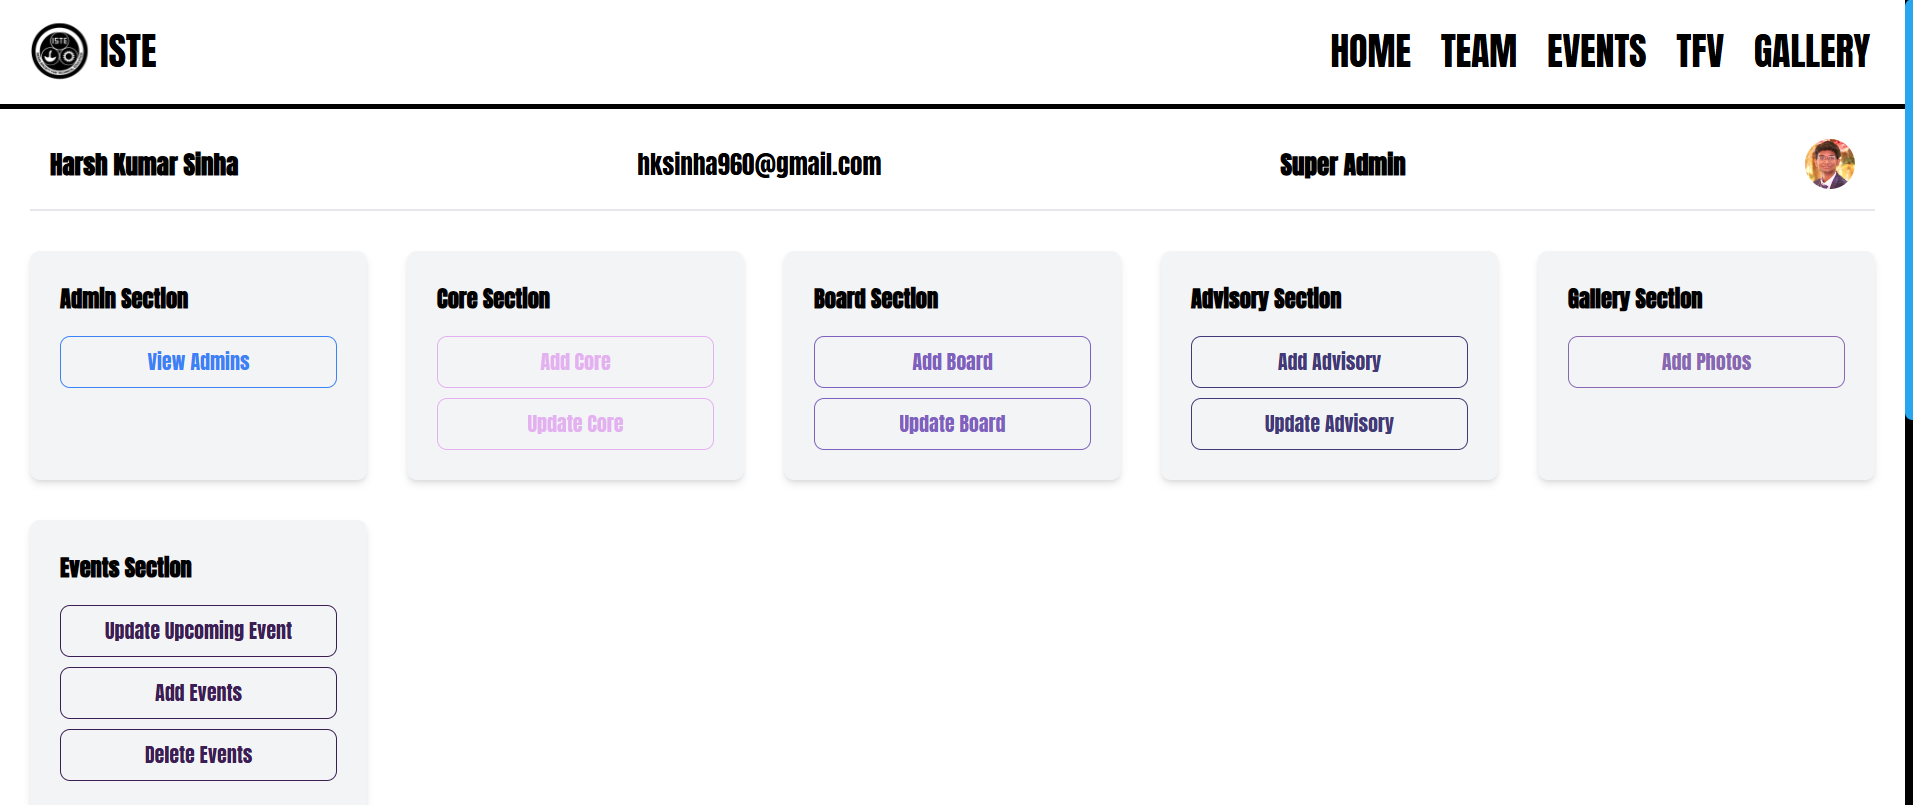 ISTE
ISTE
HOME TEAM EVENTS TFV GALLERY
Harsh Kumar Sinha
hksinha960@gmail.com
Super Admin
Admin Section
View Admins
Core Section
Add Core
Update Core
Board Section
Add Board
Update Board
Advisory Section
Add Advisory
Update Advisory
Gallery Section
Add Photos
Events Section
Update Upcoming Event
Add Events
Delete Events